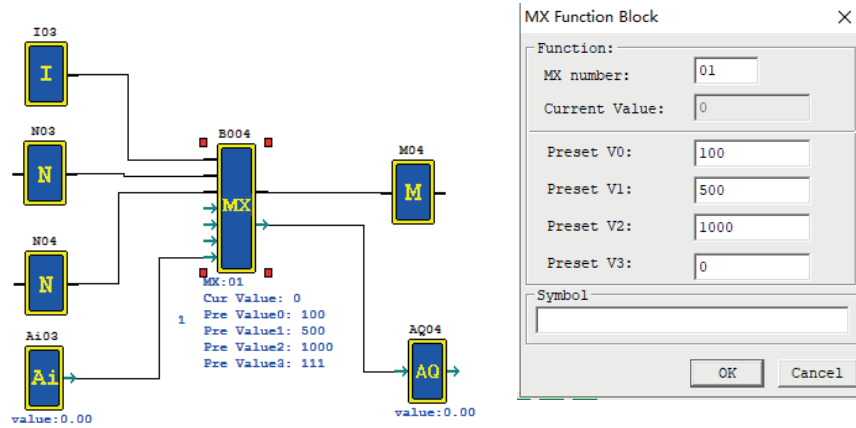 I03
I
N03
N
N04
N
Ai03
Ai
value:0.00
B004
MX
MX:01
Cur Value: 0
1
Pre Value0: 100
Pre Value1: 500
Pre Value2: 1000
Pre Value3: 111
M04
M
AQ04
AQ
value:0.00
MX Function Block
Function:
MX number: 01
Current Value: 0
Preset V0: 100
Preset V1: 500
Preset V2: 1000
Preset V3: 0
Symbol
OK Cancel